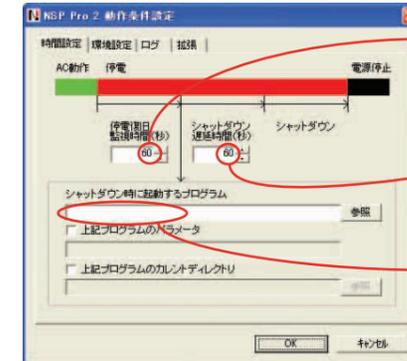 NSP Pro 2 動作条件設定
時間設定 環境設定 ログ 拡張
AC動作 停電 電源停止
停電復旧 監視時間(秒)
シャットダウン 遅延時間(秒)
シャットダウン
60
60
シャットダウン時に起動するプログラム
参照
上記プログラムのパラメータ
上記プログラムのカレントディレクトリ
参照
OK キャンセル